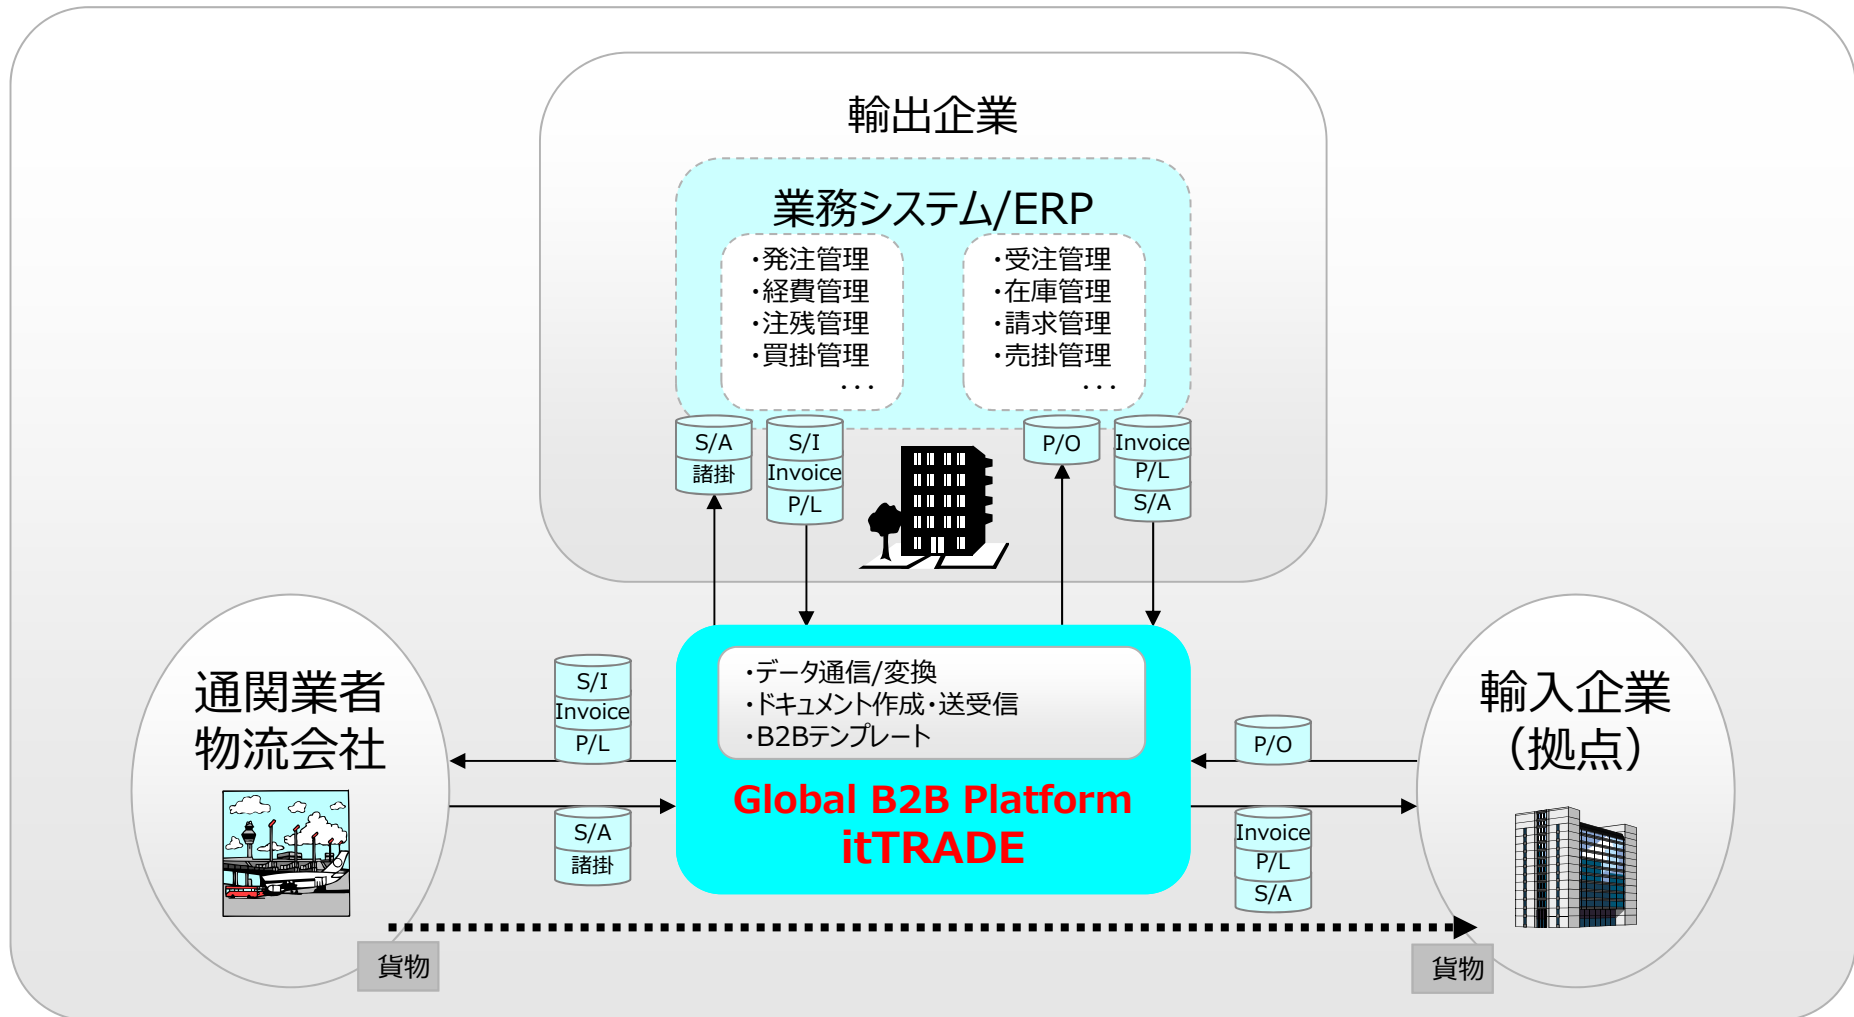 輸出企業
業務システム/ERP
・発注管理
・経費管理
・注残管理
・買掛管理
・・・
・受注管理
・在庫管理
・請求管理
・売掛管理
・・・
S/A
諸掛
S/I
Invoice
P/L
P/O
Invoice
P/L
S/A
通関業者
物流会社
S/I
Invoice
P/L
S/A
諸掛
・データ通信/変換
・ドキュメント作成・送受信
・B2Bテンプレート
Global B2B Platform
itTRADE
P/O
Invoice
P/L
S/A
輸入企業
（拠点）
貨物
貨物